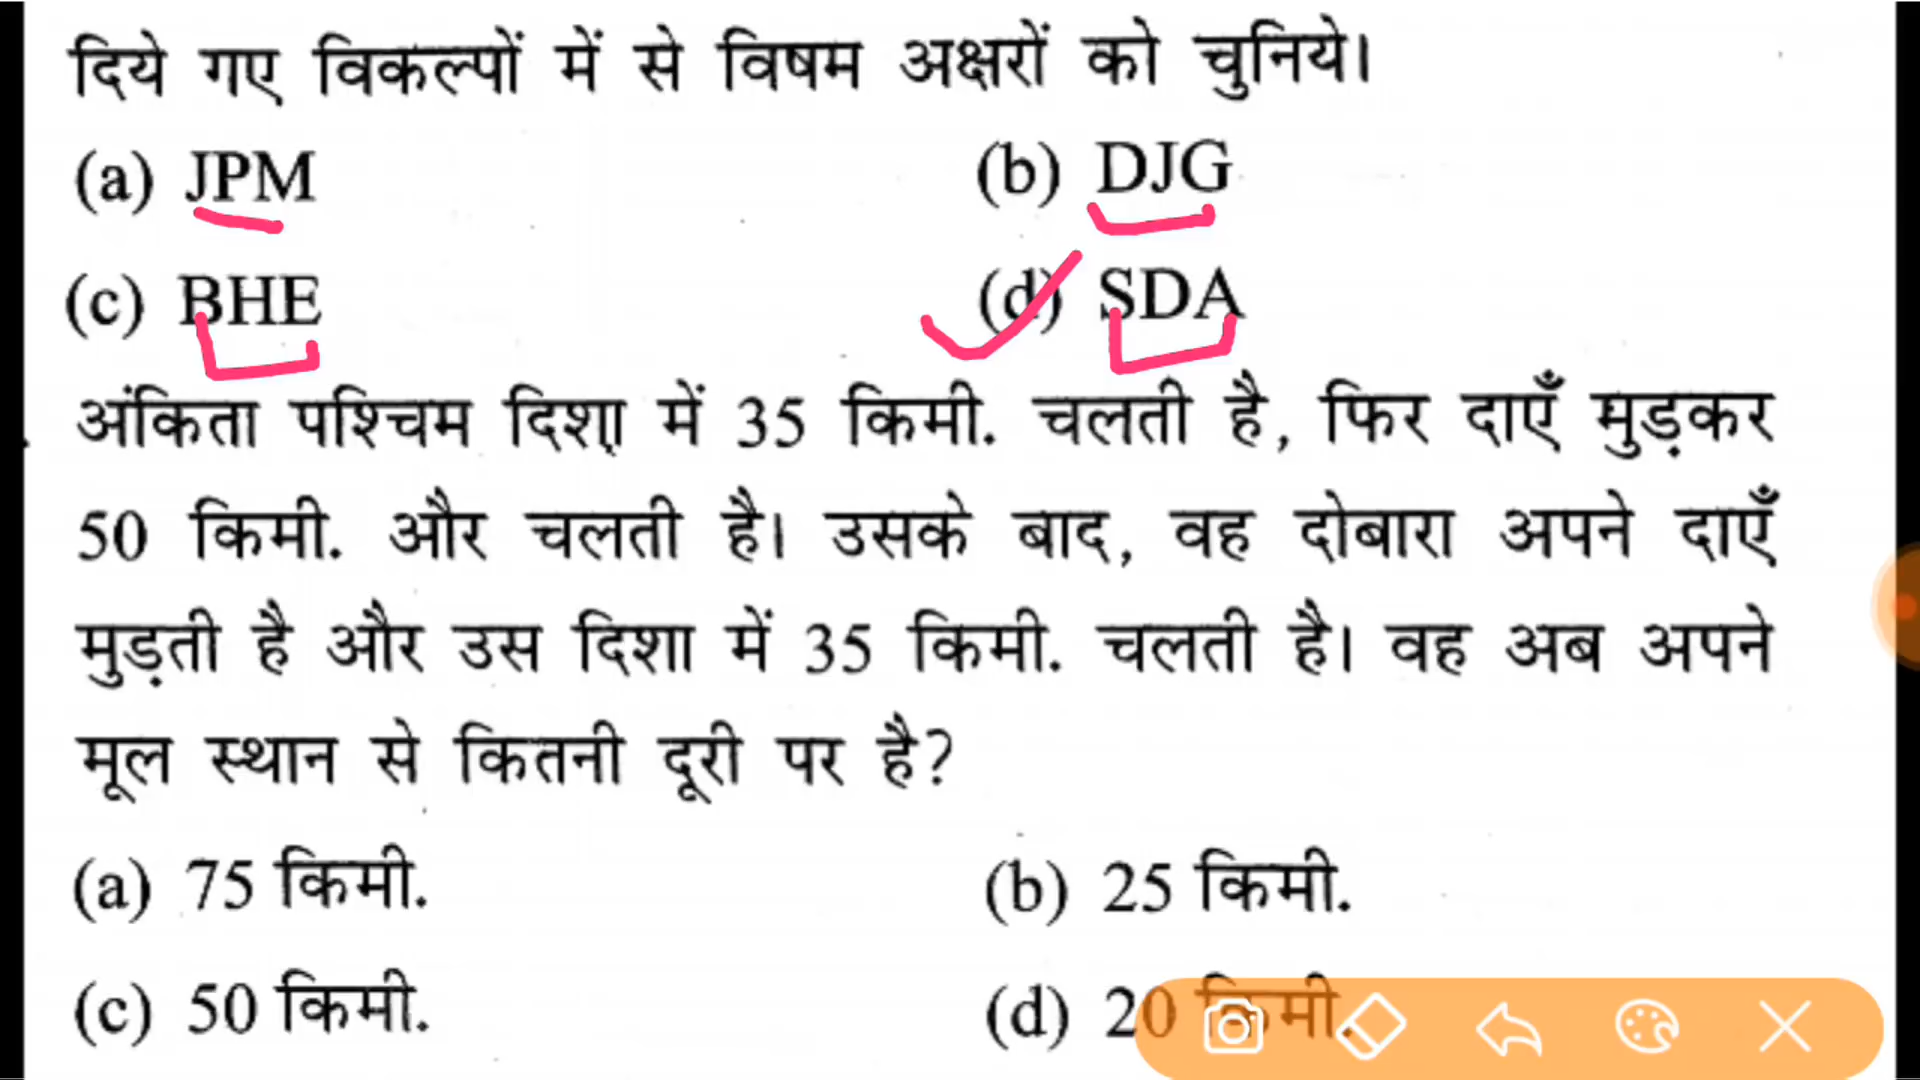 दिये गए विकल्पों में से विषम अक्षरों को चुनिये।
(a) JPM (b) DJG
(c) BHE (d) SDA
अंकिता पश्चिम दिशा में 35 किमी. चलती है, फिर दाएँ मुड़कर
50 किमी. और चलती है। उसके बाद, वह दोबारा अपने दाएँ
मुड़ती है और उस दिशा में 35 किमी. चलती है। वह अब अपने
मूल स्थान से कितनी दूरी पर है?
(a) 75 किमी. (b) 25 किमी.
(c) 50 किमी. (d) 20 किमी.